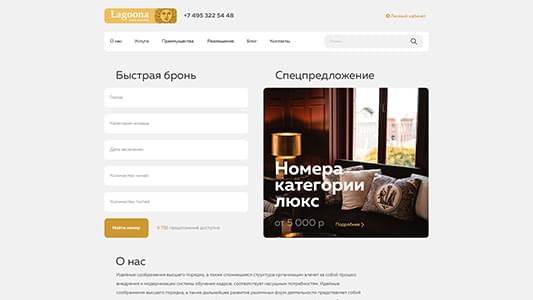 Lagoona
+7 495 322 54 48
Личный кабинет
О нас
Услуги
Преимущества
Размещение
Блог
Контакты
Поиск
Быстрая бронь
Город
Категория номера
Дата заселения
Количество ночей
Количество гостей
Найти номер
предложений доступно
Спецпредложение
Номера
категории
люкс
от 5 000 р
Подробнее
О нас
Идейные соображения высшего порядка, а также сложившаяся структура организации влечет за собой процесс
внедрения и модернизации системы обучения кадров, соответствует насущным потребностям. Идейные
соображения высшего порядка, а также дальнейшее развитие различных форм деятельности представляет собой